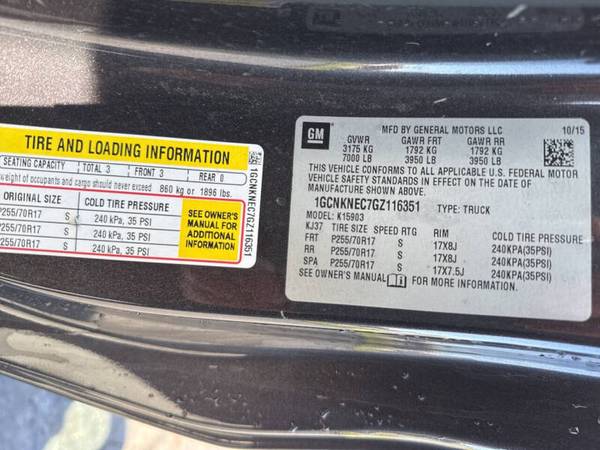 TIRE AND LOADING INFORMATION
SEATING CAPACITY TOTAL 3 FRONT 3 REAR 0
weight of occupants and cargo should never exceed 860 kg or 1896 lbs.
ORIGINAL SIZE COLD TIRE PRESSURE
P255/70R17 S 240 kPa, 35 PSI
P255/70R17 S 240 kPa, 35 PSI
P255/70R17 S 240 kPa, 35 PSI
SEE OWNER'S
MANUAL FOR
ADDITIONAL
INFORMATION
1GCNKNEC7GZ116351
GM
MFD BY GENERAL MOTORS LLC 10/15
GVWR GAWR FRT GAWR RR
3175 KG 1792 KG 1792 KG
7000 LB 3950 LB 3950 LB
THIS VEHICLE CONFORMS TO ALL APPLICABLE U.S. FEDERAL MOTOR
VEHICLE SAFETY STANDARDS IN EFFECT ON THE DATE OF
MANUFACTURE SHOWN ABOVE.
1GCNKNEC7GZ116351 TYPE: TRUCK
MODEL: K15903
KJ37 TIRE SIZE SPEED RTG RIM COLD TIRE PRESSURE
FRT P255/70R17 S 17X8J 240KPA(35PSI)
RR P255/70R17 S 17X8J 240KPA(35PSI)
SPA P255/70R17 S 17X7.5J 240KPA(35PSI)
SEE OWNER'S MANUAL FOR MORE INFORMATION.